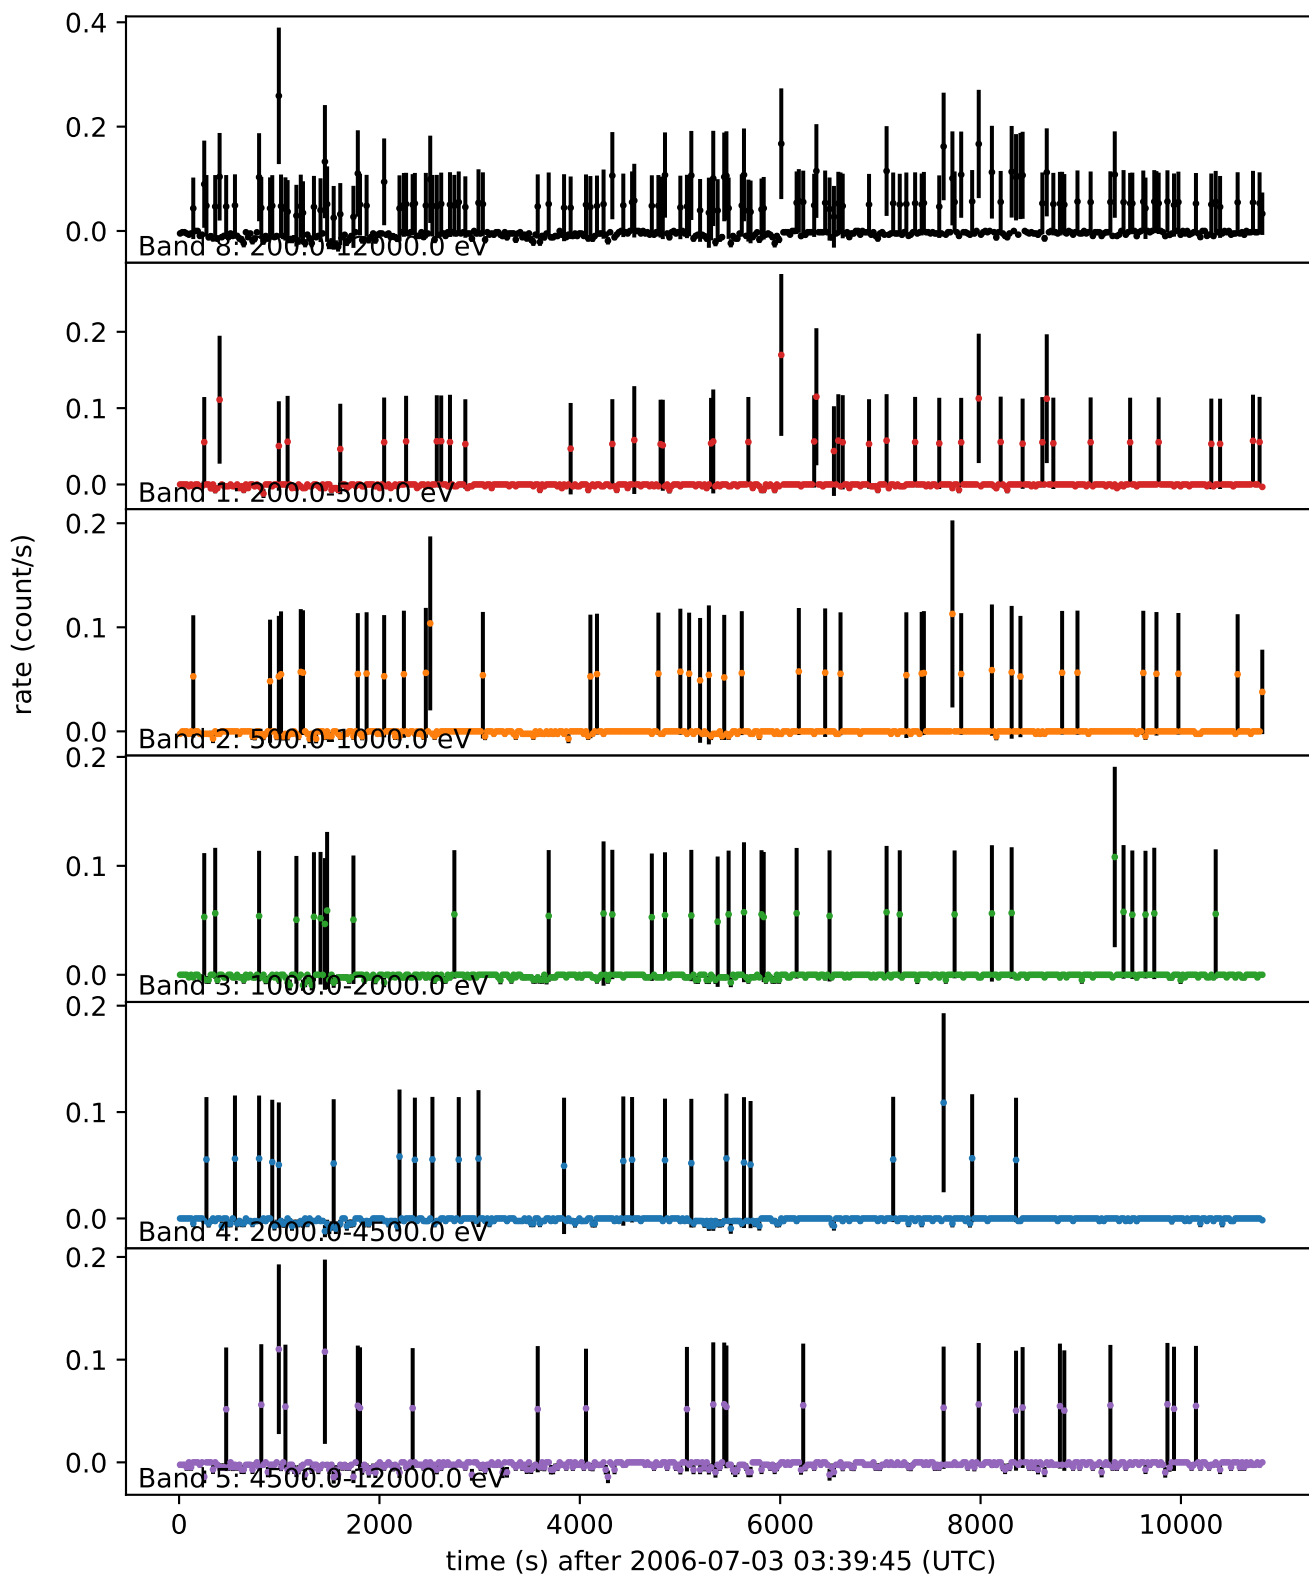 0.4
0.2
0.0
Band 8: 200.0-12000.0 eV
0.2
0.1
0.0
Band 1: 200.0-500.0 eV
0.2
0.1
0.0
Band 2: 500.0-1000.0 eV
rate (count/s)
0.2
0.1
0.0
Band 3: 1000.0-2000.0 eV
0.2
0.1
0.0
Band 4: 2000.0-4500.0 eV
0.2
0.1
0.0
Band 5: 4500.0-12000.0 eV
0 2000 4000 6000 8000 10000
time (s) after 2006-07-03 03:39:45 (UTC)